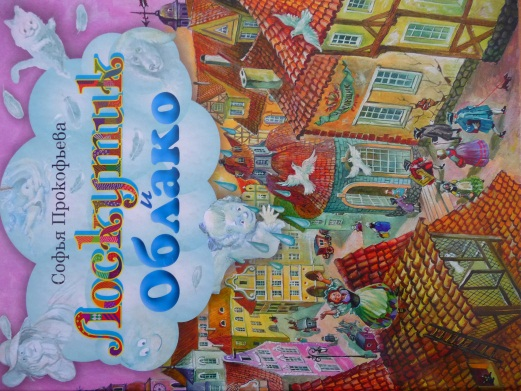 Софья Прокофьева
Лоскутик
и
облако